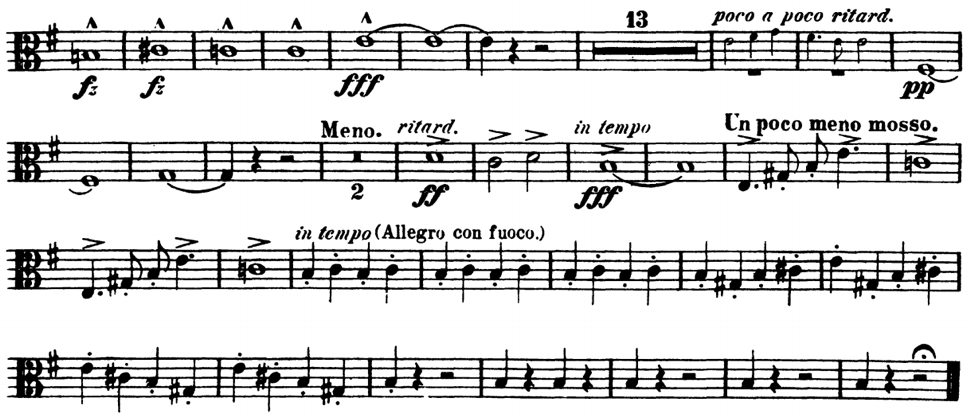 13 poco a poco ritard.
fz fz fff pp
Meno. ritard. in tempo Un poco meno mosso.
2 ff fff
in tempo (Allegro con fuoco.)